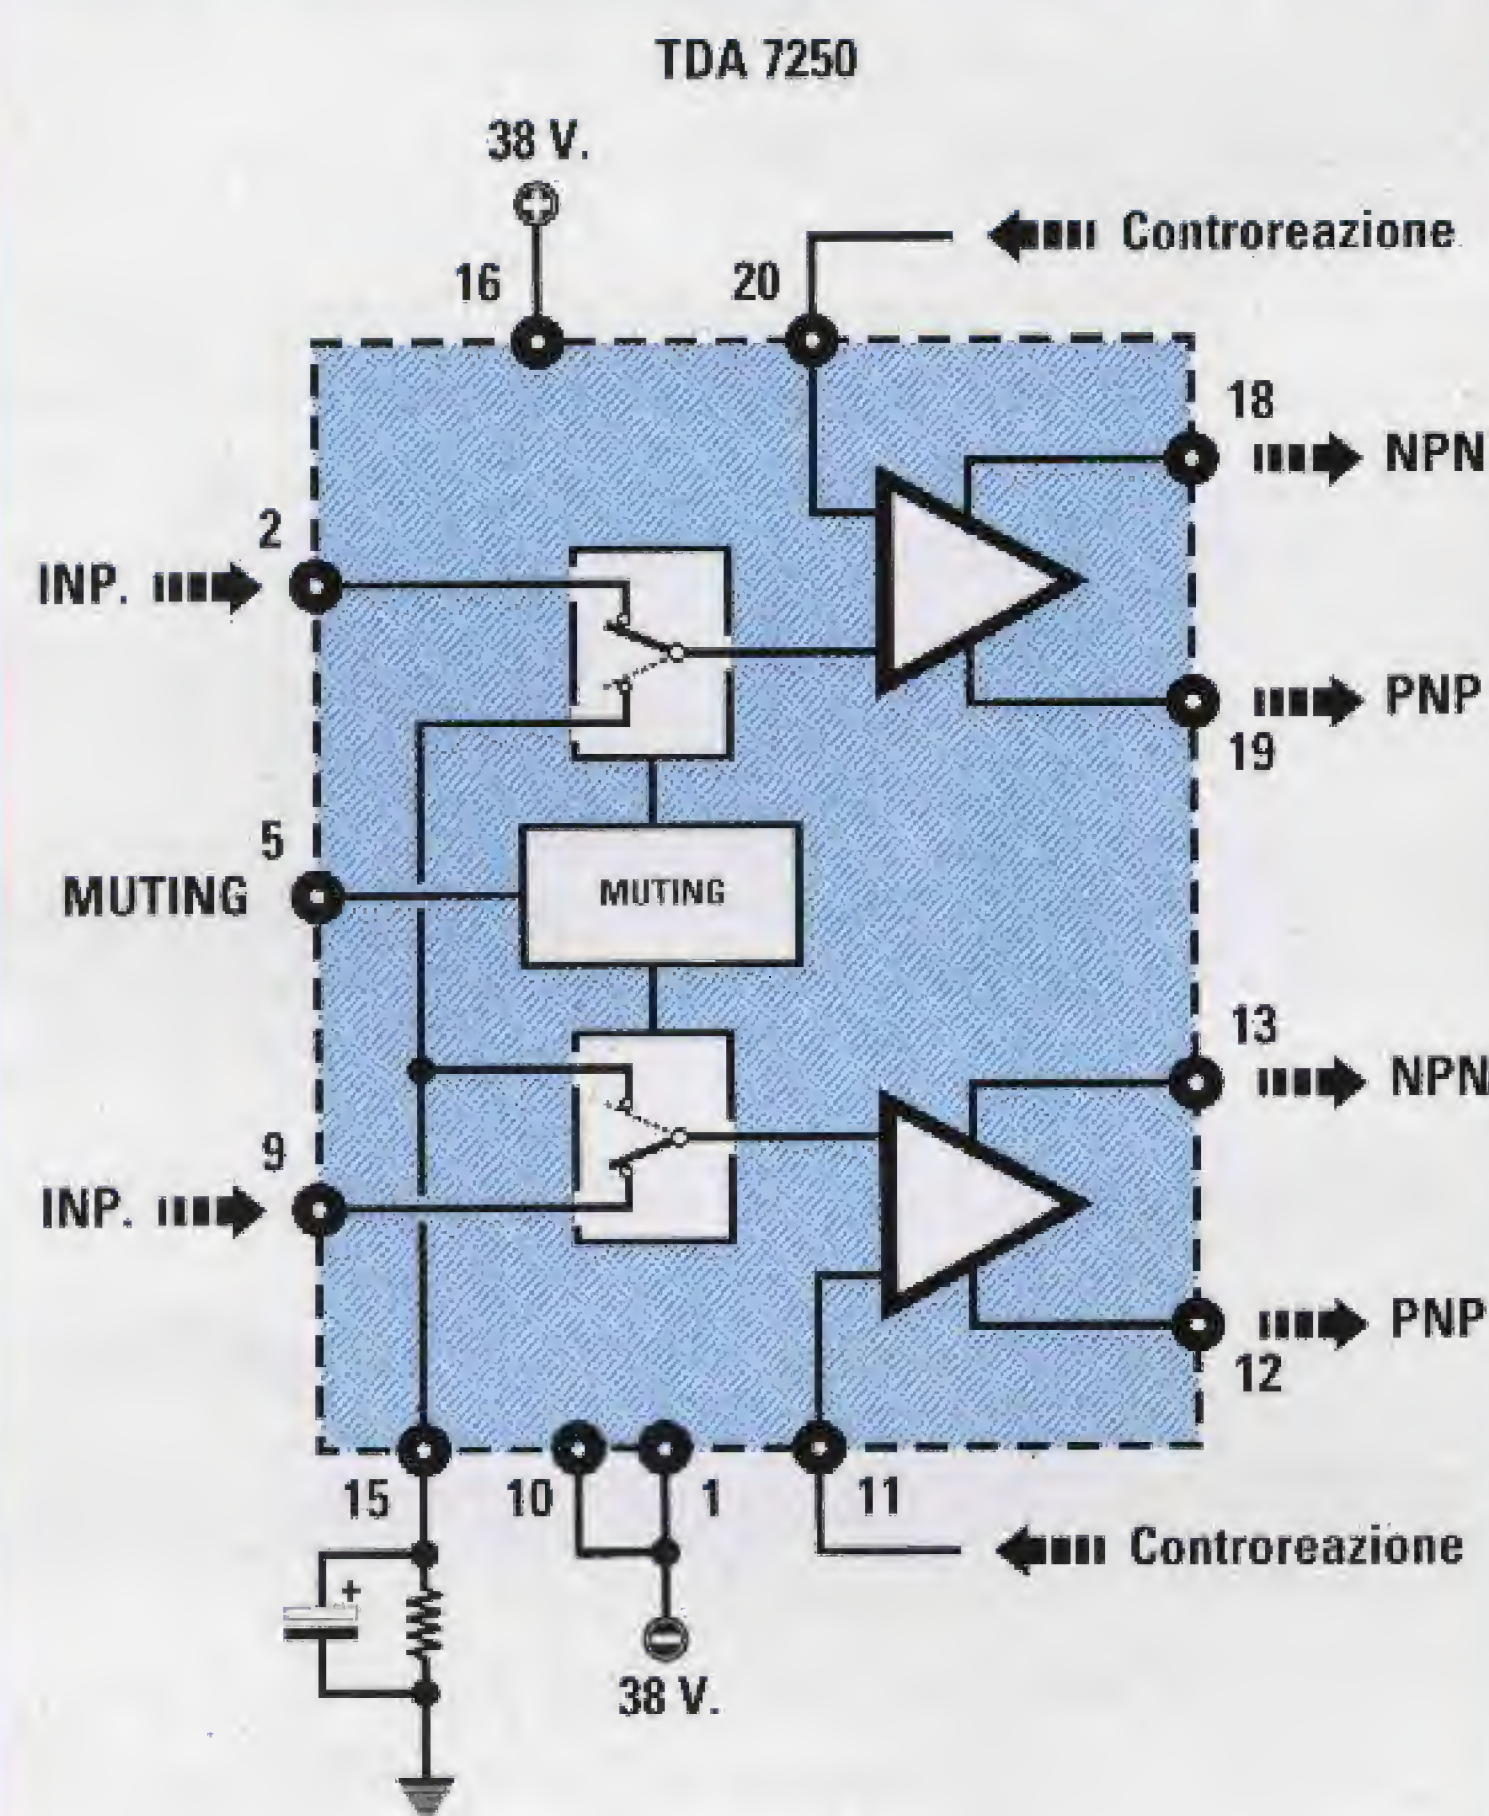 TDA 7250
38 V.
16
20
Controreazione
18
NPN
2
INP.
PNP
19
5
MUTING
MUTING
13
NPN
9
INP.
PNP
12
15
10
1
11
Controreazione
+
38 V.